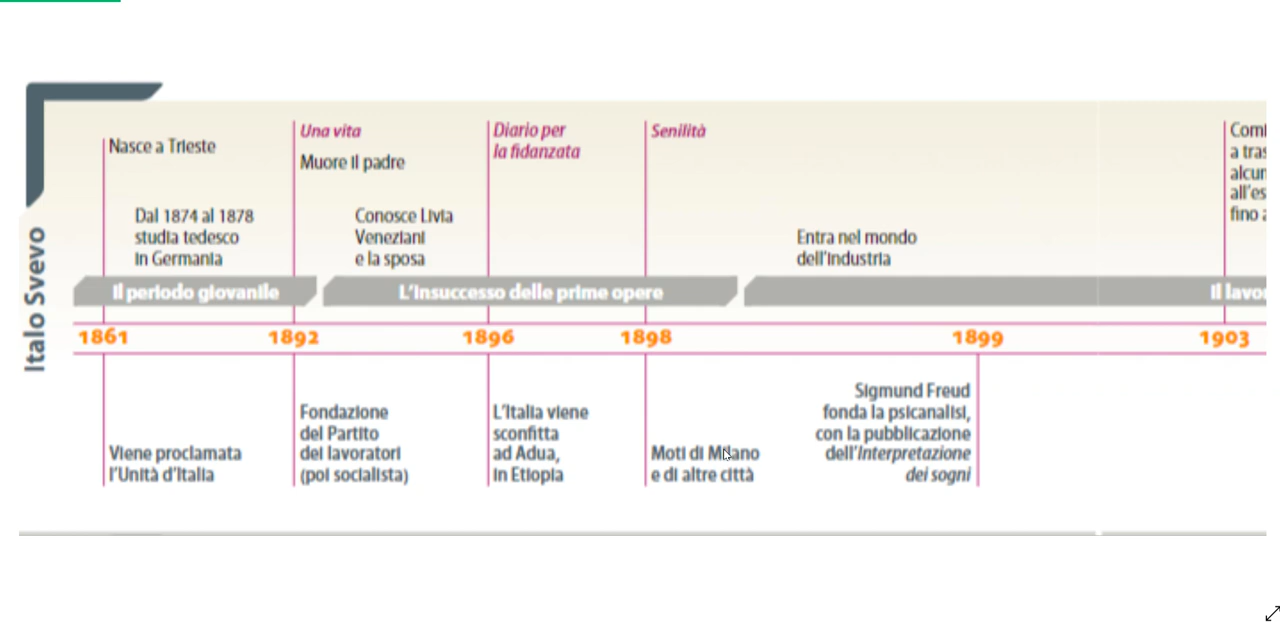 Italo Svevo
Nasce a Trieste
Dal 1874 al 1878
studia tedesco
in Germania
Una vita
Muore il padre
Conosce Livia
Veneziani
e la sposa
Diario per
la fidanzata
Senilità
Entra nel mondo
dell'industria
a
all'es
fino
Il periodo giovanile
L'insuccesso delle prime opere
Il
1861
1892
1896
1898
1899
1903
Viene proclamata
l'Unità d'Italia
Fondazione
del Partito
dei lavoratori
(poi socialista)
L'Italia viene
sconfitta
ad Adua,
in Etiopia
Moti di Milano
e di altre città
Sigmund Freud
fonda la psicanalisi,
con la pubblicazione
dell'Interpretazione
dei sogni